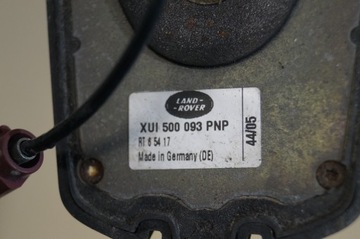 LAND-
-ROVER
XUI 500 093 PNP
RT 6 54 17
Made in Germany (DE)
44/05